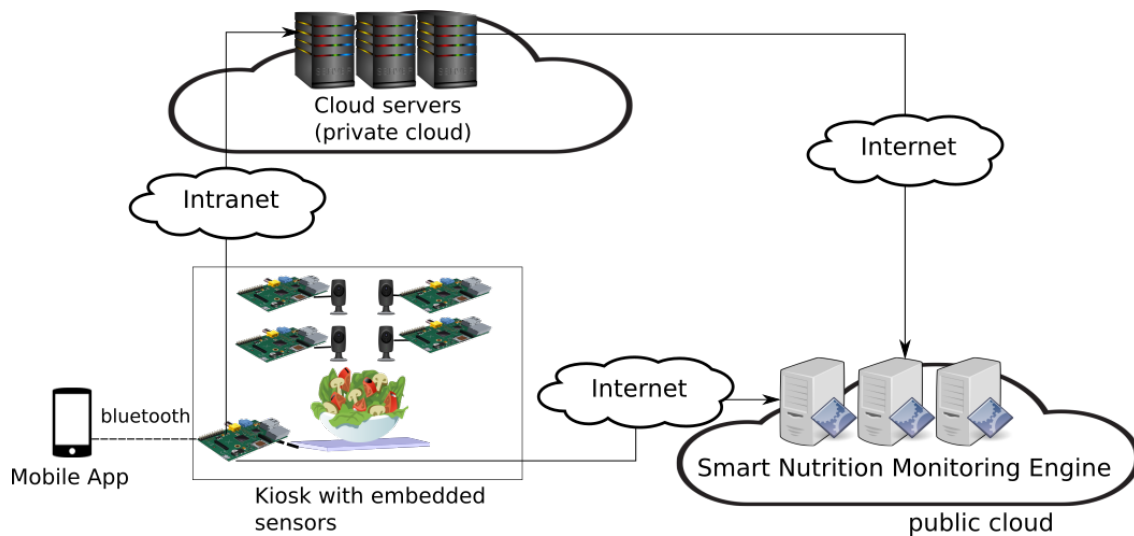 Cloud servers
(private cloud)
Internet
Intranet
Internet
bluetooth
Mobile App
Kiosk with embedded
sensors
Smart Nutrition Monitoring Engine
public cloud